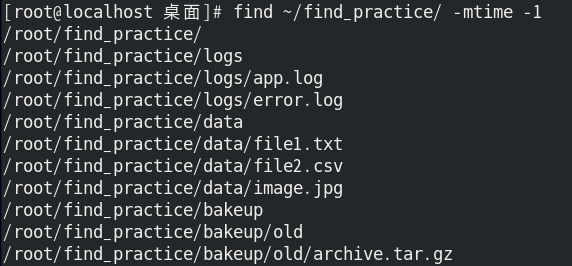 [root@localhost 桌面]# find ~/find_practice/ -mtime -1
/root/find_practice/
/root/find_practice/logs
/root/find_practice/logs/app.log
/root/find_practice/logs/error.log
/root/find_practice/data
/root/find_practice/data/file1.txt
/root/find_practice/data/file2.csv
/root/find_practice/data/image.jpg
/root/find_practice/bakeup
/root/find_practice/bakeup/old
/root/find_practice/bakeup/old/archive.tar.gz